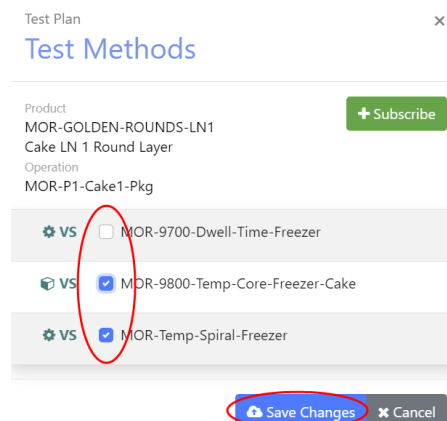 Test Plan
Test Methods
Product
MOR-GOLDEN-ROUNDS-LN1
Cake LN 1 Round Layer
Subscribe
Operation
MOR-P1-Cake1-Pkg
VS MOR-9700-Dwell-Time-Freezer
VS MOR-9800-Temp-Core-Freezer-Cake
VS MOR-Temp-Spiral-Freezer
Save Changes
Cancel